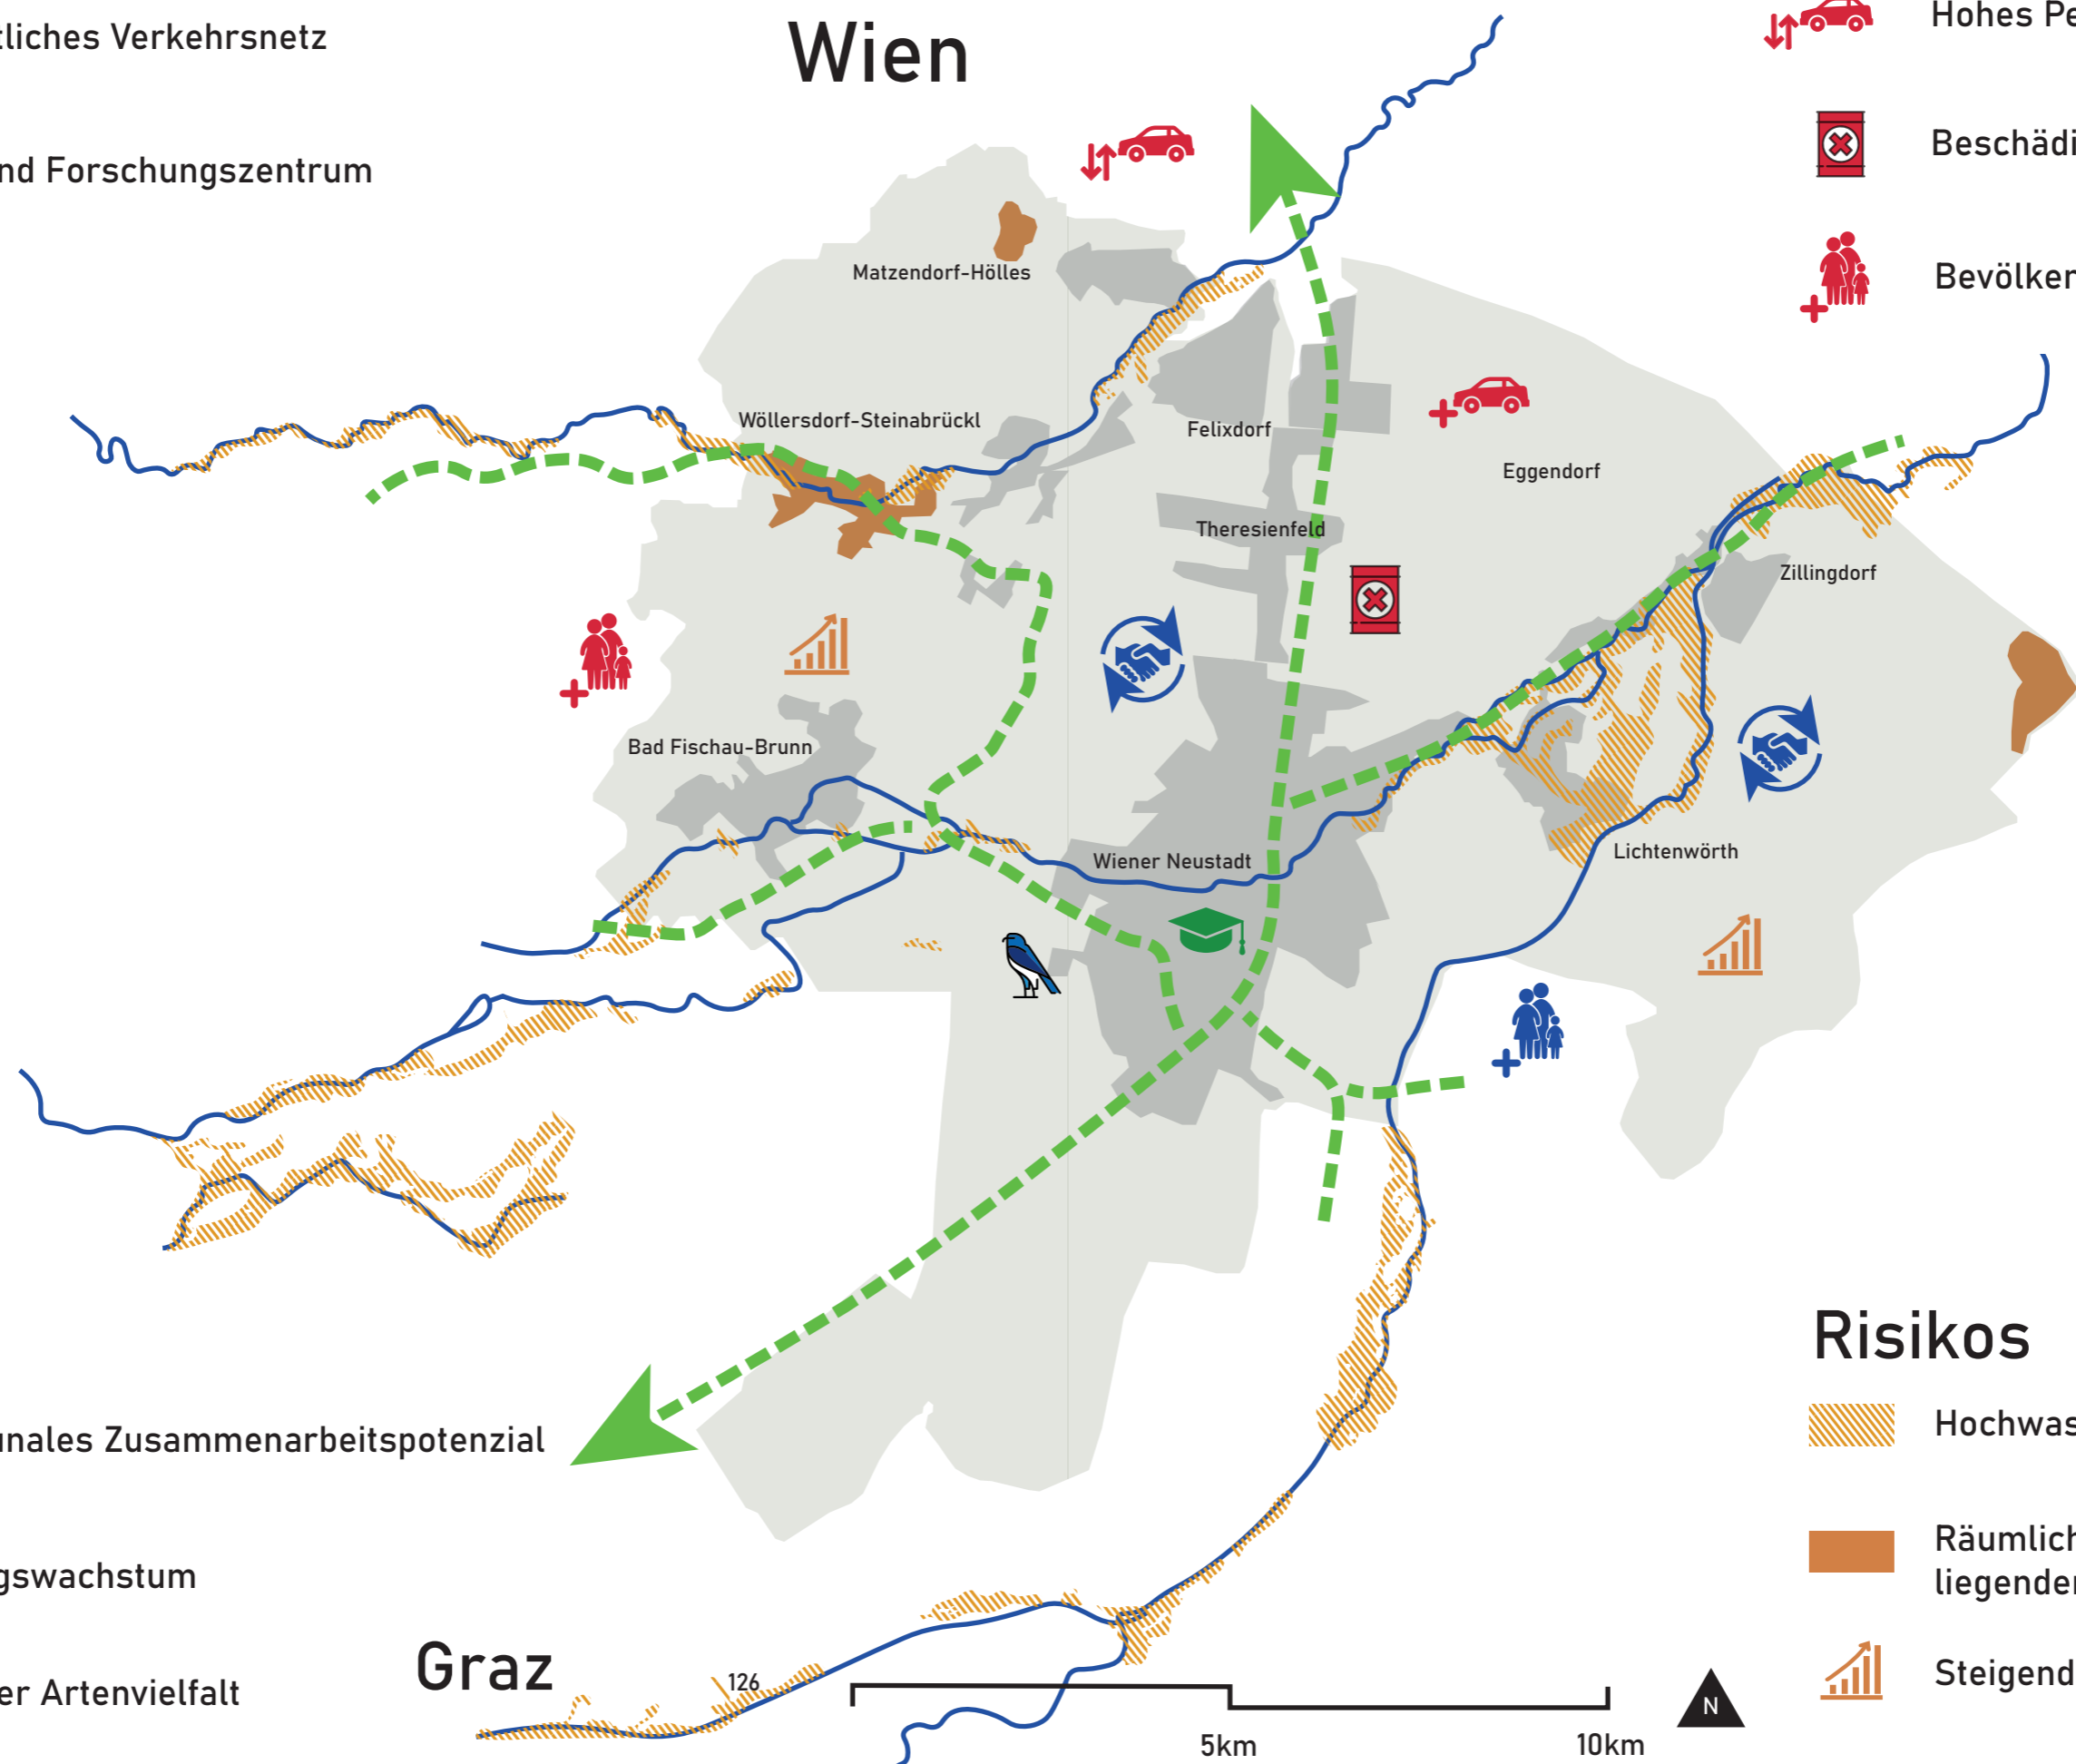 tliches Verkehrsnetz
nd Forschungszentrum
Wien
Hohes Pe
Beschädi
Bevölker
Matzendorf-Hölles
Wöllersdorf-Steinabrückl
Felixdorf
Eggendorf
Theresienfeld
Zillingdorf
Bad Fischau-Brunn
Wiener Neustadt
Lichtenwörth
Risikos
Hochwas
Räumlich
liegender
Steigend
unales Zusammenarbeitspotenzial
gswachstum
er Artenvielfalt
Graz
126
5km
10km
N